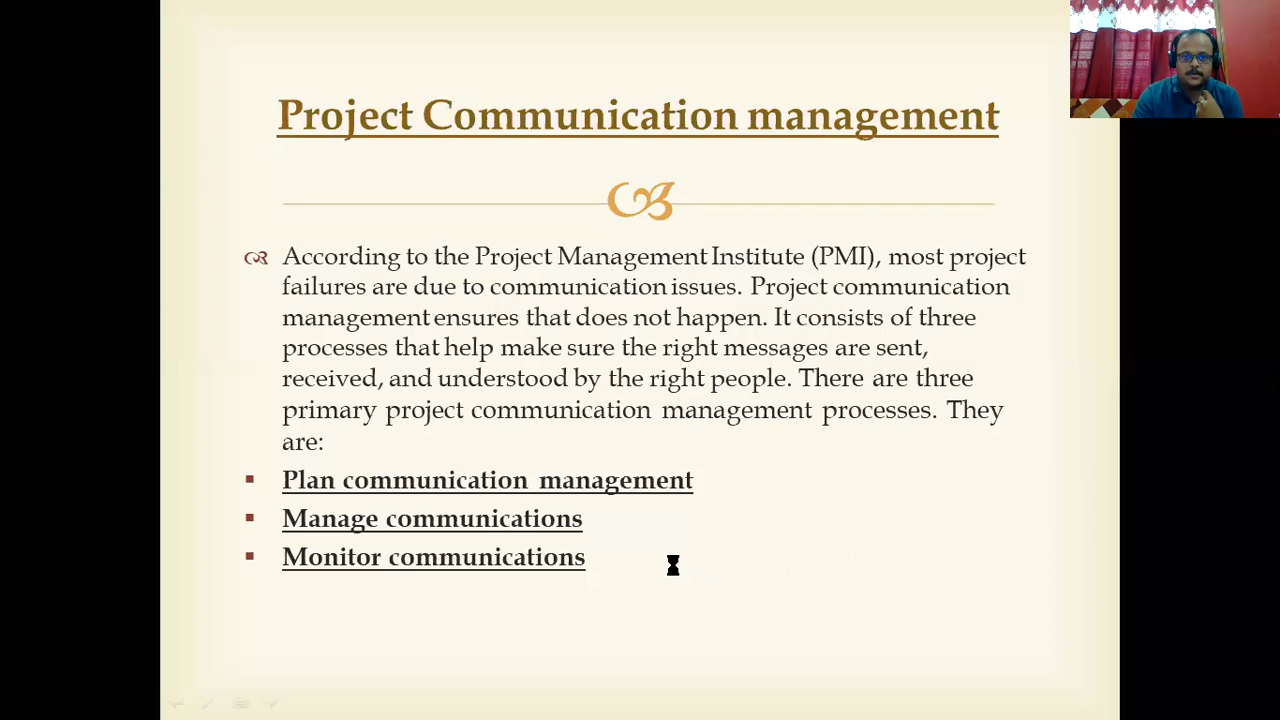 Project Communication management
According to the Project Management Institute (PMI), most project
failures are due to communication issues. Project communication
management ensures that does not happen. It consists of three
processes that help make sure the right messages are sent,
received, and understood by the right people. There are three
primary project communication management processes. They
are:
Plan communication management
Manage communications
Monitor communications